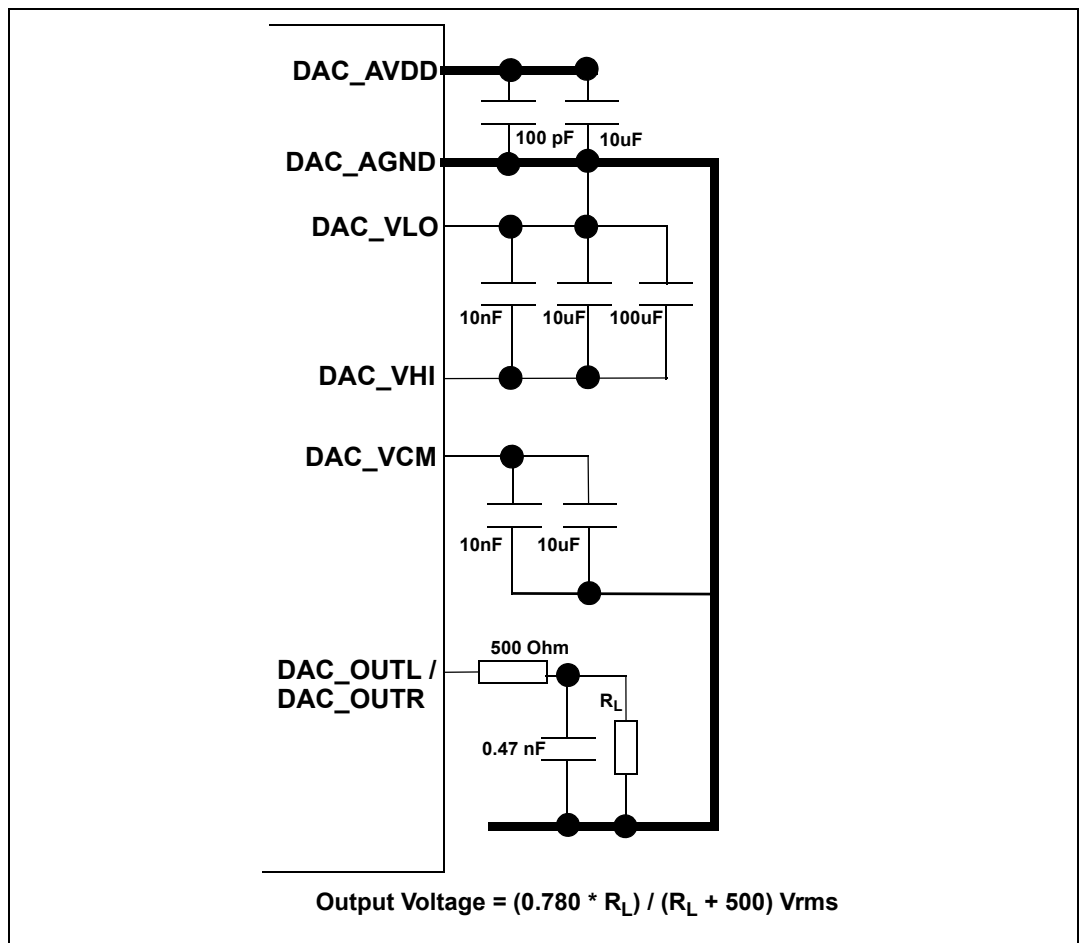 DAC_AVDD
100 pF
10uF
DAC_AGND
DAC_VLO
10nF
10uF
100uF
DAC_VHI
DAC_VCM
10nF
10uF
500 Ohm
DAC_OUTL /
DAC_OUTR
RL
0.47 nF
Output Voltage = (0.780 * RL) / (RL + 500) Vrms